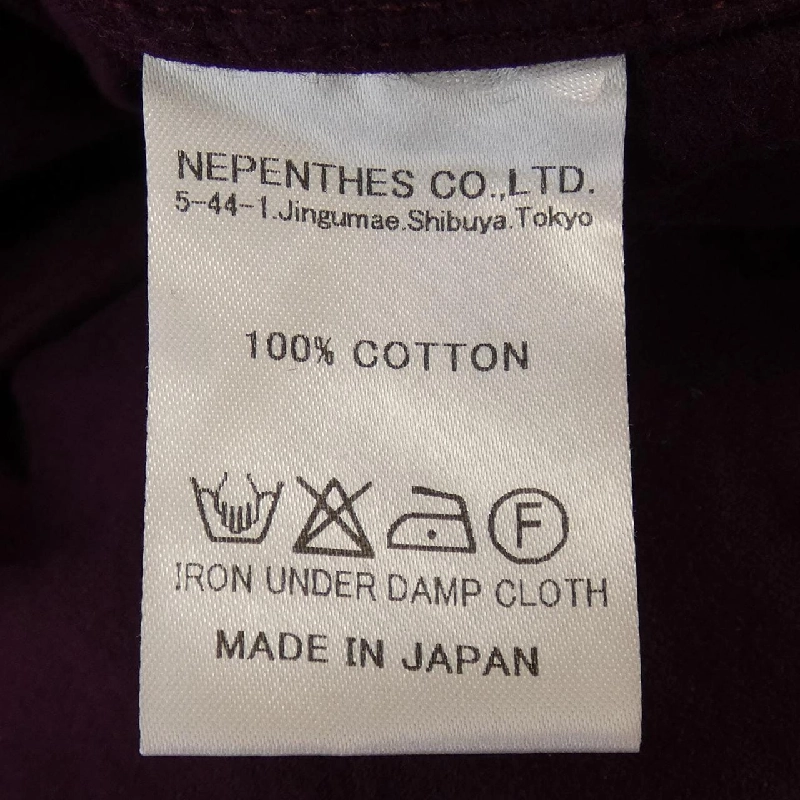 NEPENTHES CO.,LTD.
5-44-1.Jingumae.Shibuya.Tokyo
100% COTTON
F
IRON UNDER DAMP CLOTH
MADE IN JAPAN